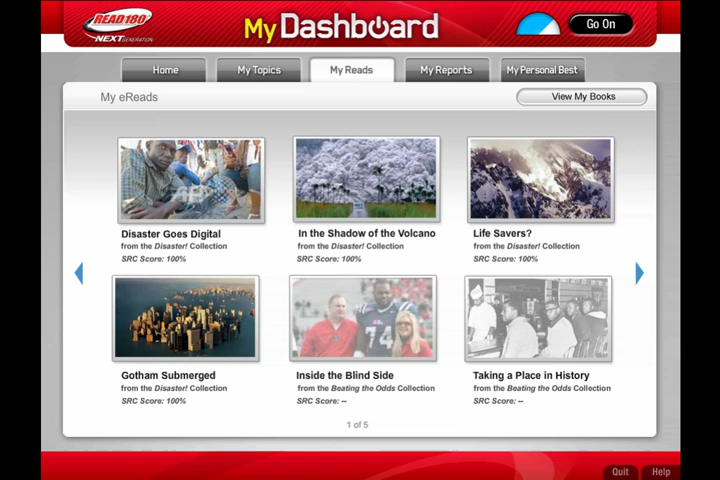 READ180
NEXT GENERATION
My Dashboard
Go On
Home
My Topics
My Reads
My Reports
My Personal Best
My eReads
View My Books
Disaster Goes Digital
from the Disaster! Collection
SRC Score: 100%
In the Shadow of the Volcano
from the Disaster! Collection
SRC Score: 100%
Life Savers?
from the Disaster! Collection
SRC Score: 100%
Gotham Submerged
from the Disaster! Collection
SRC Score: 100%
Inside the Blind Side
from the Beating the Odds Collection
SRC Score: --
74
Taking a Place in History
from the Beating the Odds Collection
SRC Score: --
1 of 5
Quit
Help